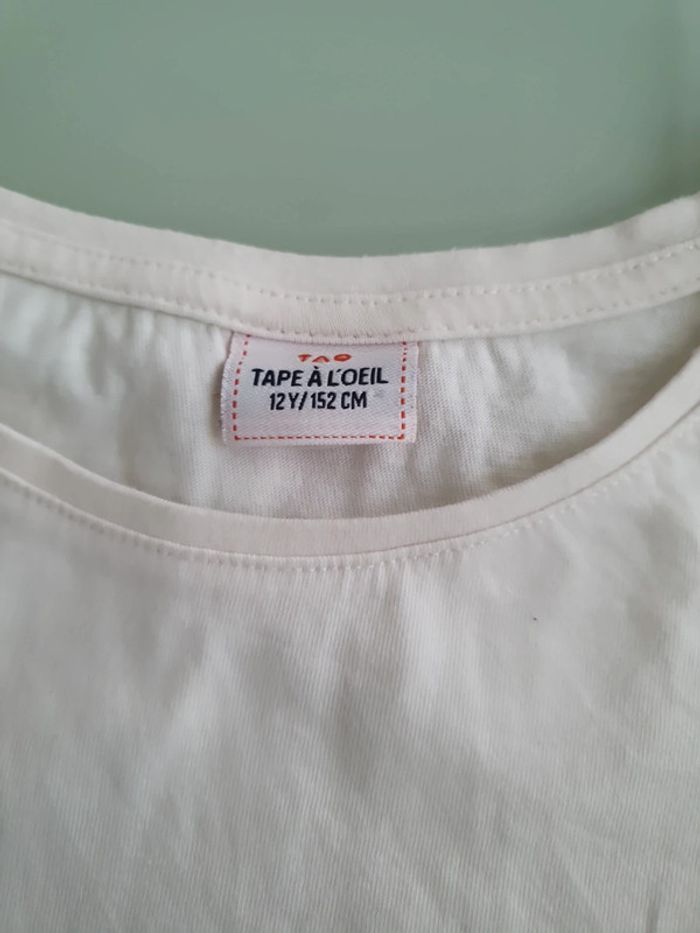 TAO
TAPE À L'OEIL
12Y/152 CM